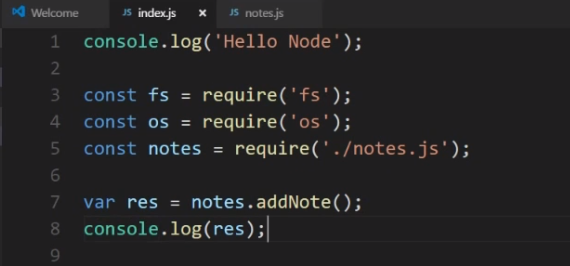 Welcome JS index.js × JS notes.js
1 console.log('Hello Node');
2
3 const fs = require('fs');
4 const os = require('os');
5 const notes = require('./notes.js');
6
7 var res = notes.addNote();
8 console.log(res);
9